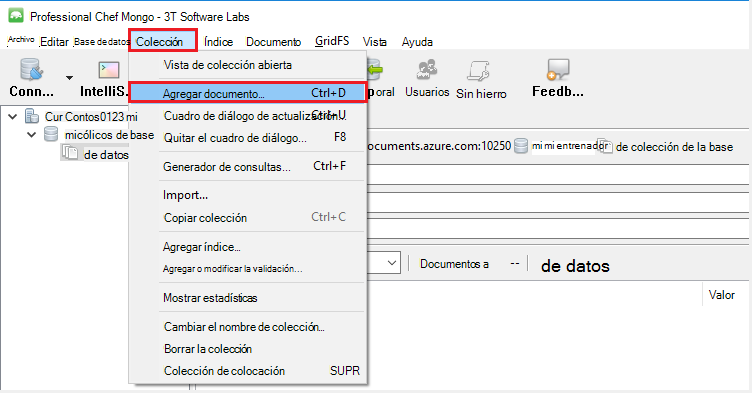 Professional Chef Mongo - 3T Software Labs
Archivo Editar Base de datos Colección Índice Documento GridFS Vista Ayuda
Conn... IntelliS. poral Usuarios Sin hierro Feedb...
Vista de colección abierta
Agregar documento... Ctrl+D
Cuadro de diálogo de actualización Ctrl+U
Quitar el cuadro de diálogo... F8
Generador de consultas... Ctrl+F
Import...
Copiar colección Ctrl+C
Agregar índice...
Agregar o modificar la validación...
Mostrar estadísticas
Cambiar el nombre de colección...
Borrar la colección
Colección de colocación SUPR
Cur Contos0123 mi
micólicos de base
de datos
documents.azure.com:10250 mi mi entrenador de colección de la base
Documentos a -- de datos
Valor